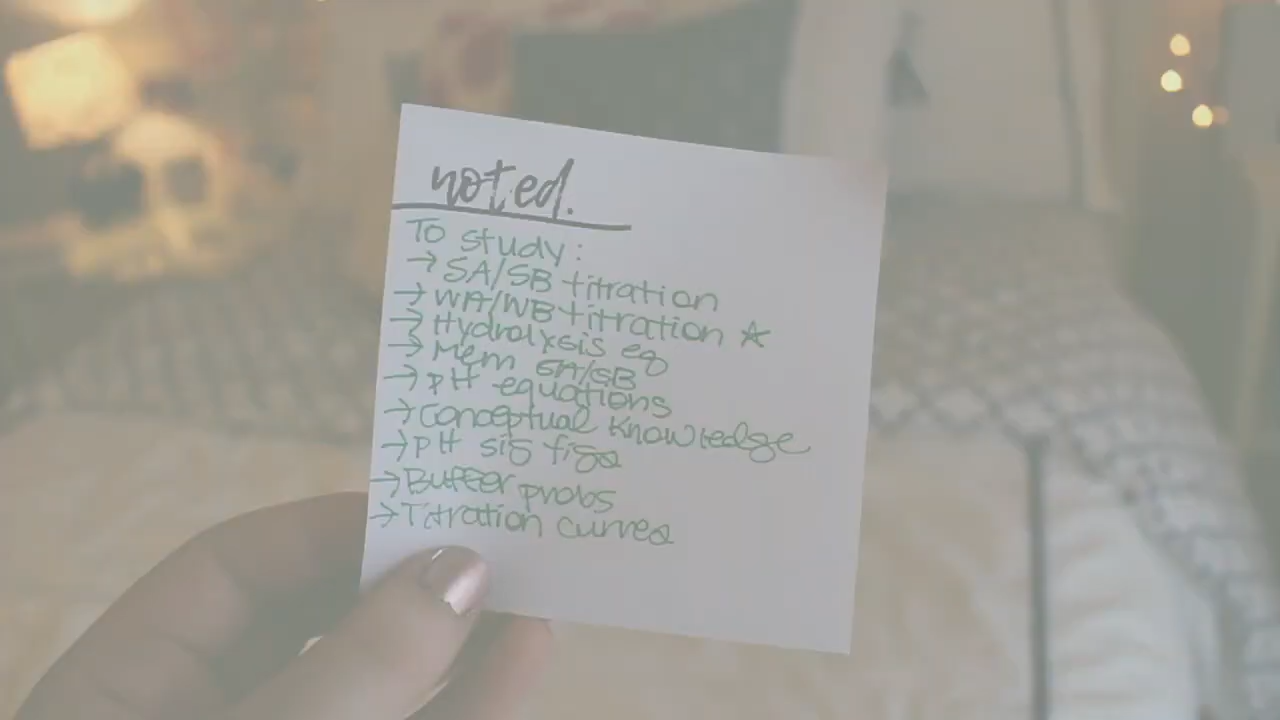 noted.
To study:
→ SA/SB titration
→ WA/WB titration ☆
→ Hydrolysis eq
→ Mem SA/SB
→ pH equations
→ Conceptual Knowledge
→ pH sig figs
→ Buffer probs
→ Titration curves